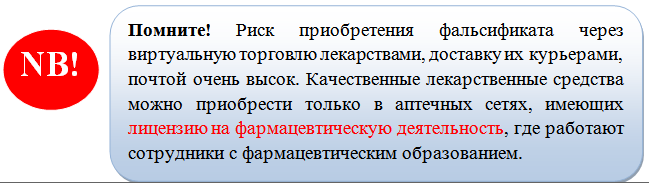 NB!
Помните! Риск приобретения фальсификата через
виртуальную торговлю лекарствами, доставку их курьерами,
почтой очень высок. Качественные лекарственные средства
можно приобрести только в аптечных сетях, имеющих
лицензию на фармацевтическую деятельность, где работают
сотрудники с фармацевтическим образованием.